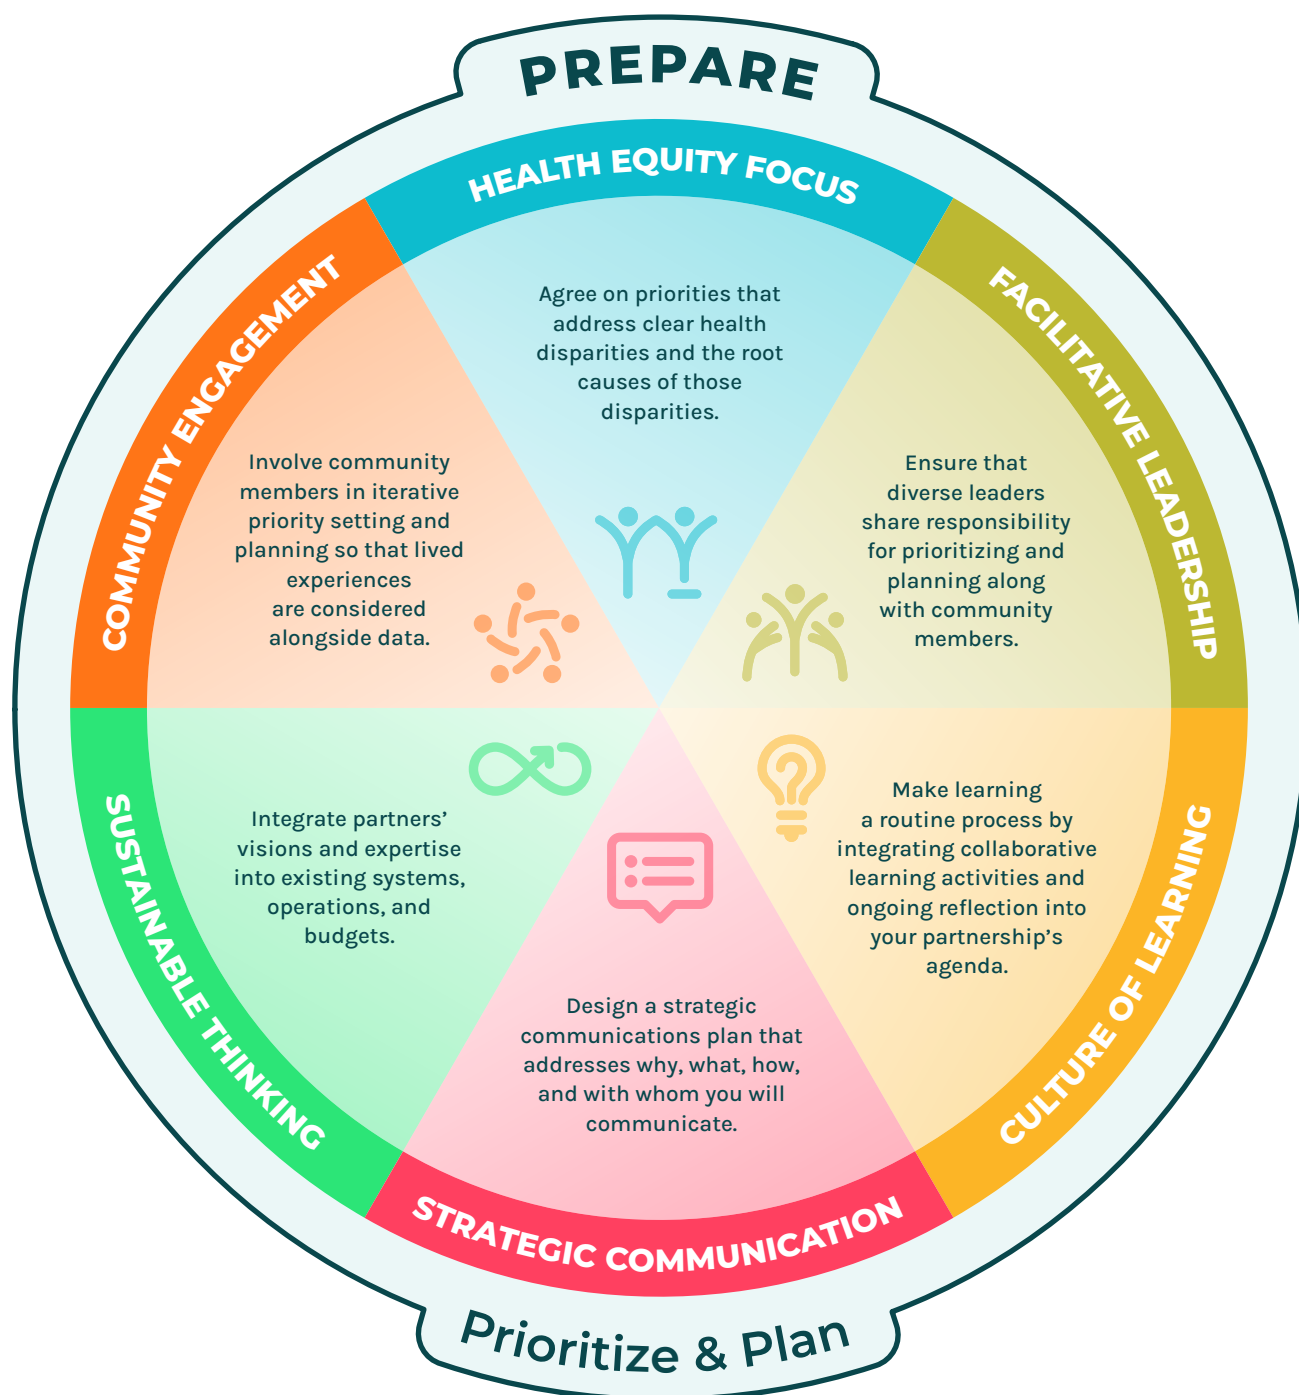 PREPARE
HEALTH EQUITY FOCUS
Agree on priorities that
address clear health
disparities and the root
causes of those
disparities.
FACILITATIVE LEADERSHIP
Ensure that
diverse leaders
share responsibility
for prioritizing and
planning along
with community
members.
CULTURE OF LEARNING
Make learning
a routine process by
integrating collaborative
learning activities and
ongoing reflection into
your partnership’s
agenda.
STRATEGIC COMMUNICATION
Design a strategic
communications plan that
addresses why, what, how,
and with whom you will
communicate.
SUSTAINABLE THINKING
Integrate partners’
visions and expertise
into existing systems,
operations, and
budgets.
COMMUNITY ENGAGEMENT
Involve community
members in iterative
priority setting and
planning so that lived
experiences
are considered
alongside data.
Prioritize & Plan